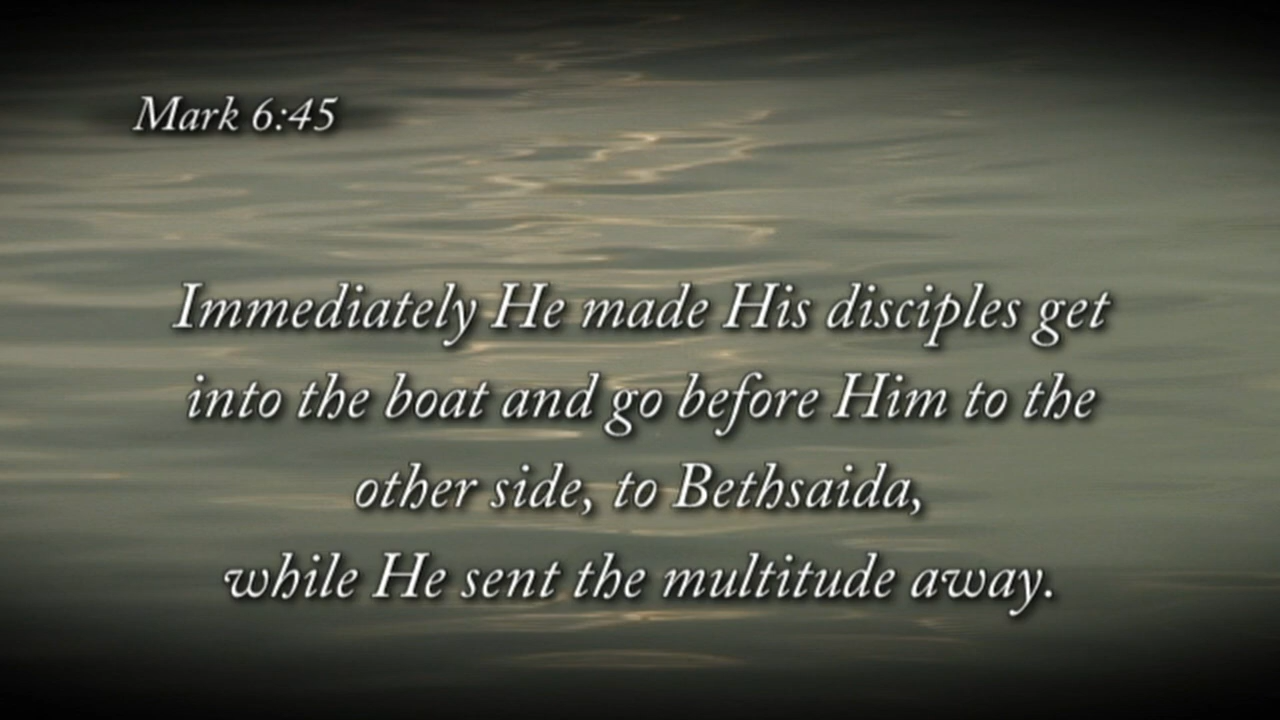 Mark 6:45
Immediately He made His disciples get
into the boat and go before Him to the
other side, to Bethsaida,
while He sent the multitude away.